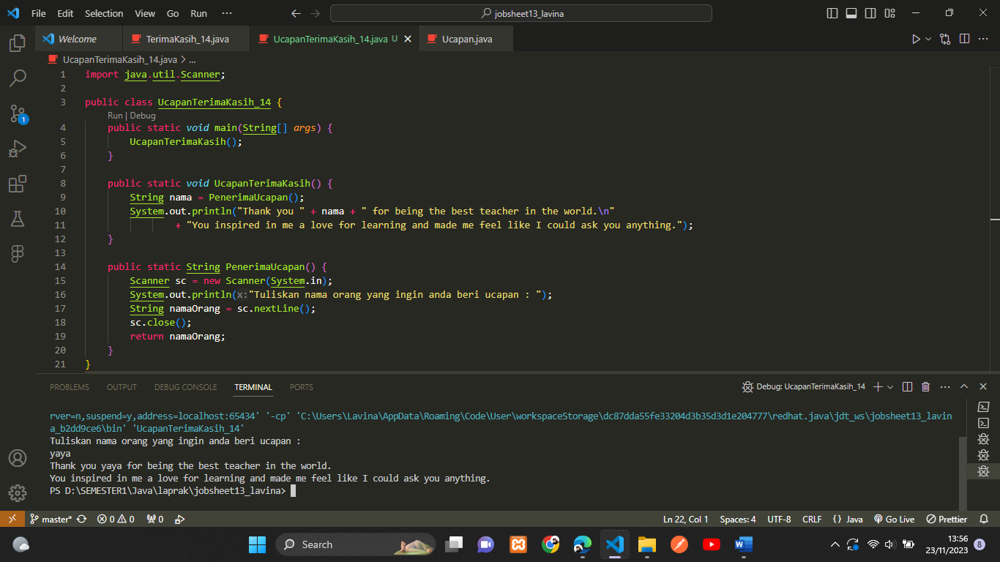 File Edit Selection View Go Run ··· jobsheet13_lavina
Welcome TerimaKasih_14.java UcapanTerimaKasih_14.java U Ucapan.java
UcapanTerimaKasih_14.java > ...
1 import java.util.Scanner;
2
3 public class UcapanTerimaKasih_14 {
Run | Debug
4 public static void main(String[] args) {
5 UcapanTerimaKasih();
6 }
7
8 public static void UcapanTerimaKasih() {
9 String nama = PenerimaUcapan();
10 System.out.println("Thank you " + nama + " for being the best teacher in the world.\n"
11 + "You inspired in me a love for learning and made me feel like I could ask you anything.");
12 }
13
14 public static String PenerimaUcapan() {
15 Scanner sc = new Scanner(System.in);
16 System.out.println(x:"Tuliskan nama orang yang ingin anda beri ucapan : ");
17 String namaOrang = sc.nextLine();
18 sc.close();
19 return namaOrang;
20 }
21 }
PROBLEMS OUTPUT DEBUG CONSOLE TERMINAL PORTS Debug: UcapanTerimaKasih_14
rver=n,suspend=y,address=localhost:65434' '-cp' 'C:\Users\Lavina\AppData\Roaming\Code\User\workspaceStorage\dc87dda55fe33204d3b35d3d1e204777\redhat.java\jdt_ws\jobsheet13_lavin
a_b2dd9ce6\bin' 'UcapanTerimaKasih_14'
Tuliskan nama orang yang ingin anda beri ucapan :
yaya
Thank you yaya for being the best teacher in the world.
You inspired in me a love for learning and made me feel like I could ask you anything.
PS D:\SEMESTER1\Java\laprak\jobsheet13_lavina>
master* 0 0 0 Ln 22, Col 1 Spaces: 4 UTF-8 CRLF {} Java Go Live Prettier
Search 13:56
23/11/2023 8
1